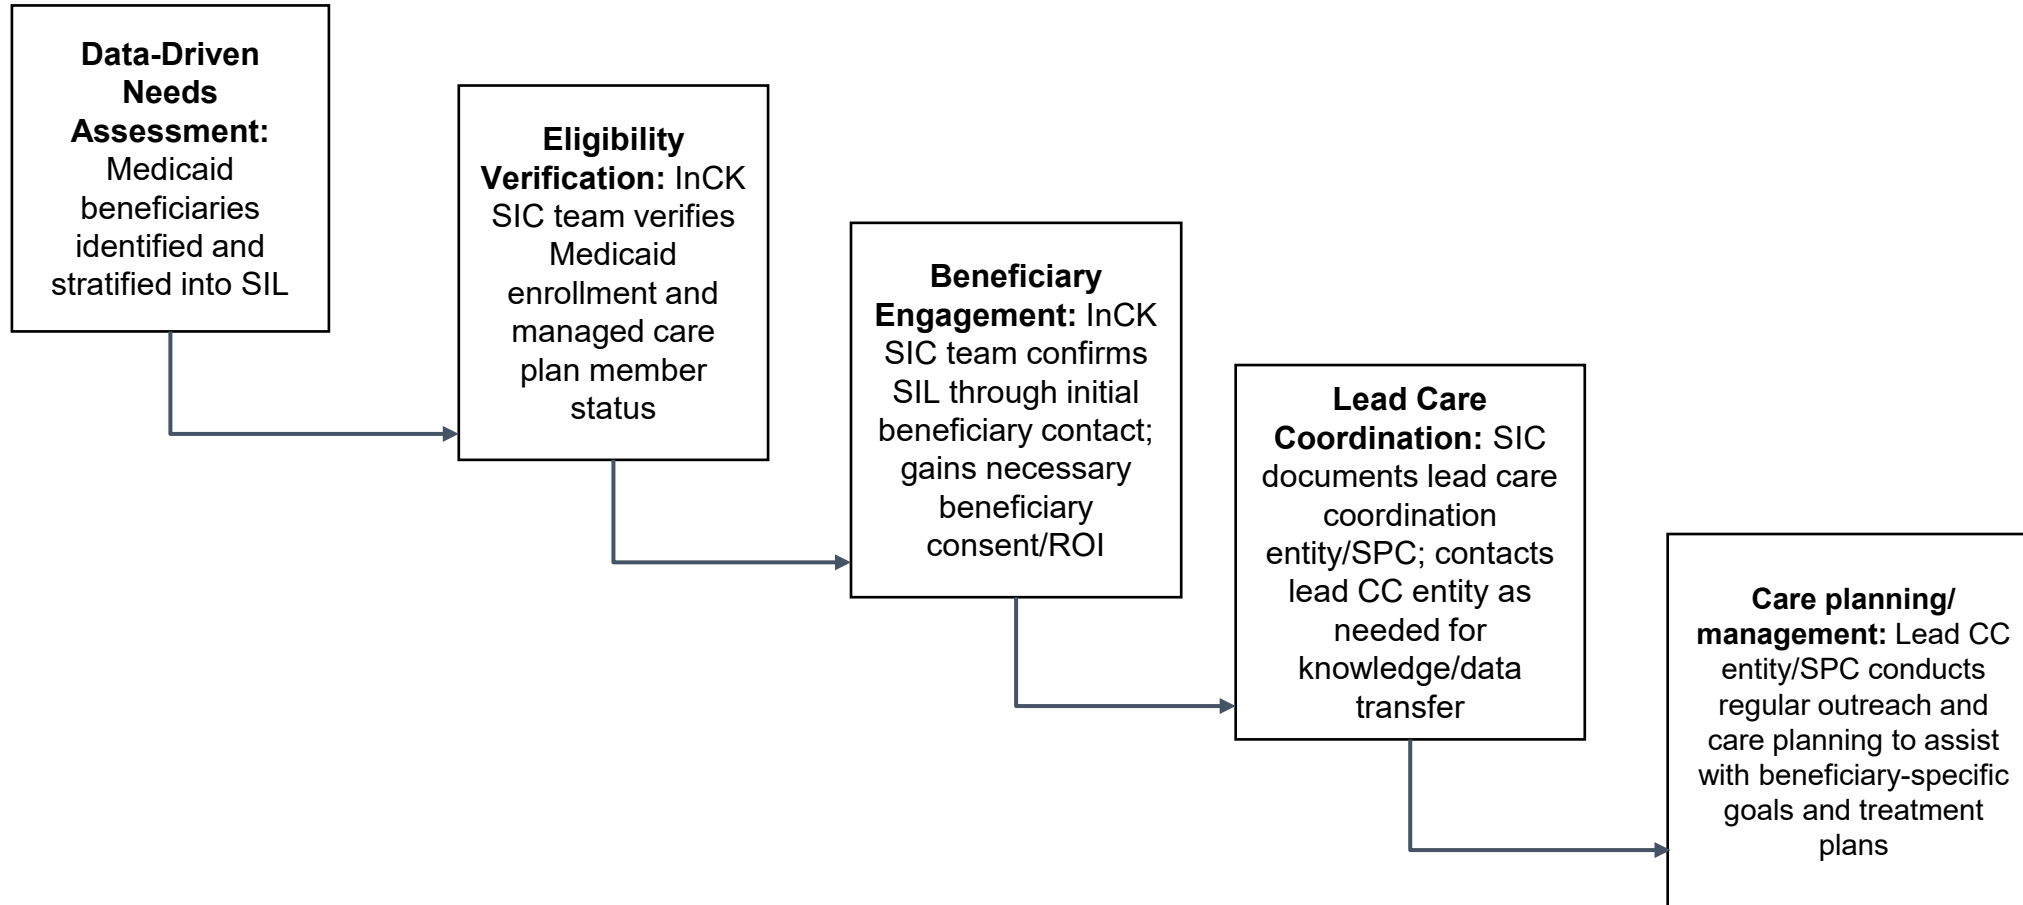 Data-Driven
Needs
Assessment:
Medicaid
beneficiaries
identified and
stratified into SIL
Eligibility
Verification: InCK
SIC team verifies
Medicaid
enrollment and
managed care
plan member
status
Beneficiary
Engagement: InCK
SIC team confirms
SIL through initial
beneficiary contact;
gains necessary
beneficiary
consent/ROI
Lead Care
Coordination: SIC
documents lead care
coordination
entity/SPC; contacts
lead CC entity as
needed for
knowledge/data
transfer
Care planning/
management: Lead CC
entity/SPC conducts
regular outreach and
care planning to assist
with beneficiary-specific
goals and treatment
plans